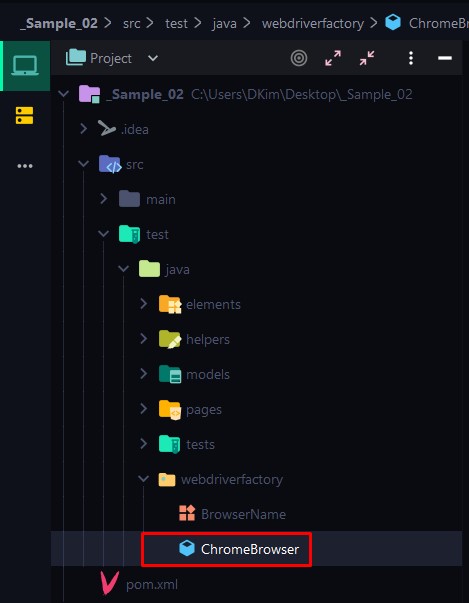 _Sample_02 > src > test > java > webdriverfactory > ChromeBro
Project
_Sample_02 C:\Users\DKim\Desktop\_Sample_02
.idea
src
main
test
java
elements
helpers
models
pages
tests
webdriverfactory
BrowserName
ChromeBrowser
pom.xml